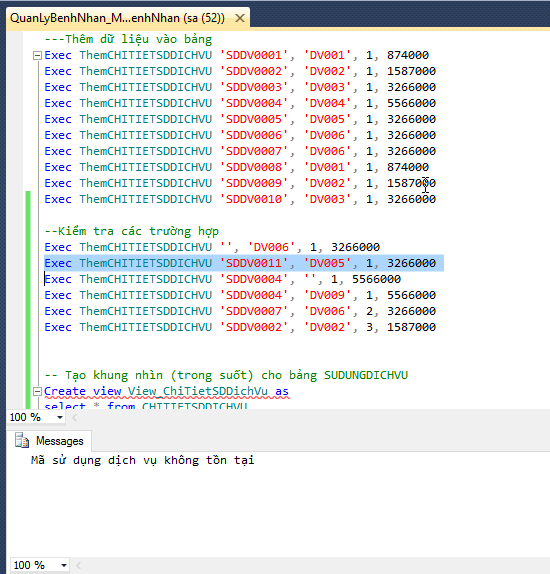 QuanLyBenhNhan_M...enhNhan (sa (52))
---Thêm dữ liệu vào bảng
Exec ThemCHITIETSDDICHVU 'SDDV0001', 'DV001', 1, 874000
Exec ThemCHITIETSDDICHVU 'SDDV0002', 'DV002', 1, 1587000
Exec ThemCHITIETSDDICHVU 'SDDV0003', 'DV003', 1, 3266000
Exec ThemCHITIETSDDICHVU 'SDDV0004', 'DV004', 1, 5566000
Exec ThemCHITIETSDDICHVU 'SDDV0005', 'DV005', 1, 3266000
Exec ThemCHITIETSDDICHVU 'SDDV0006', 'DV006', 1, 3266000
Exec ThemCHITIETSDDICHVU 'SDDV0007', 'DV006', 1, 3266000
Exec ThemCHITIETSDDICHVU 'SDDV0008', 'DV001', 1, 874000
Exec ThemCHITIETSDDICHVU 'SDDV0009', 'DV002', 1, 1587000
Exec ThemCHITIETSDDICHVU 'SDDV0010', 'DV003', 1, 3266000
--Kiểm tra các trường hợp
Exec ThemCHITIETSDDICHVU '', 'DV006', 1, 3266000
Exec ThemCHITIETSDDICHVU 'SDDV0011', 'DV005', 1, 3266000
Exec ThemCHITIETSDDICHVU 'SDDV0004', '', 1, 5566000
Exec ThemCHITIETSDDICHVU 'SDDV0004', 'DV009', 1, 5566000
Exec ThemCHITIETSDDICHVU 'SDDV0007', 'DV006', 2, 3266000
Exec ThemCHITIETSDDICHVU 'SDDV0002', 'DV002', 3, 1587000
-- Tạo khung nhìn (trong suốt) cho bảng SUDUNGDICHVU
Create view View_ChiTietSDDichVu as
select * from CHITIETSDDICHVU
100 %
Messages
Mã sử dụng dịch vụ không tồn tại
100 %